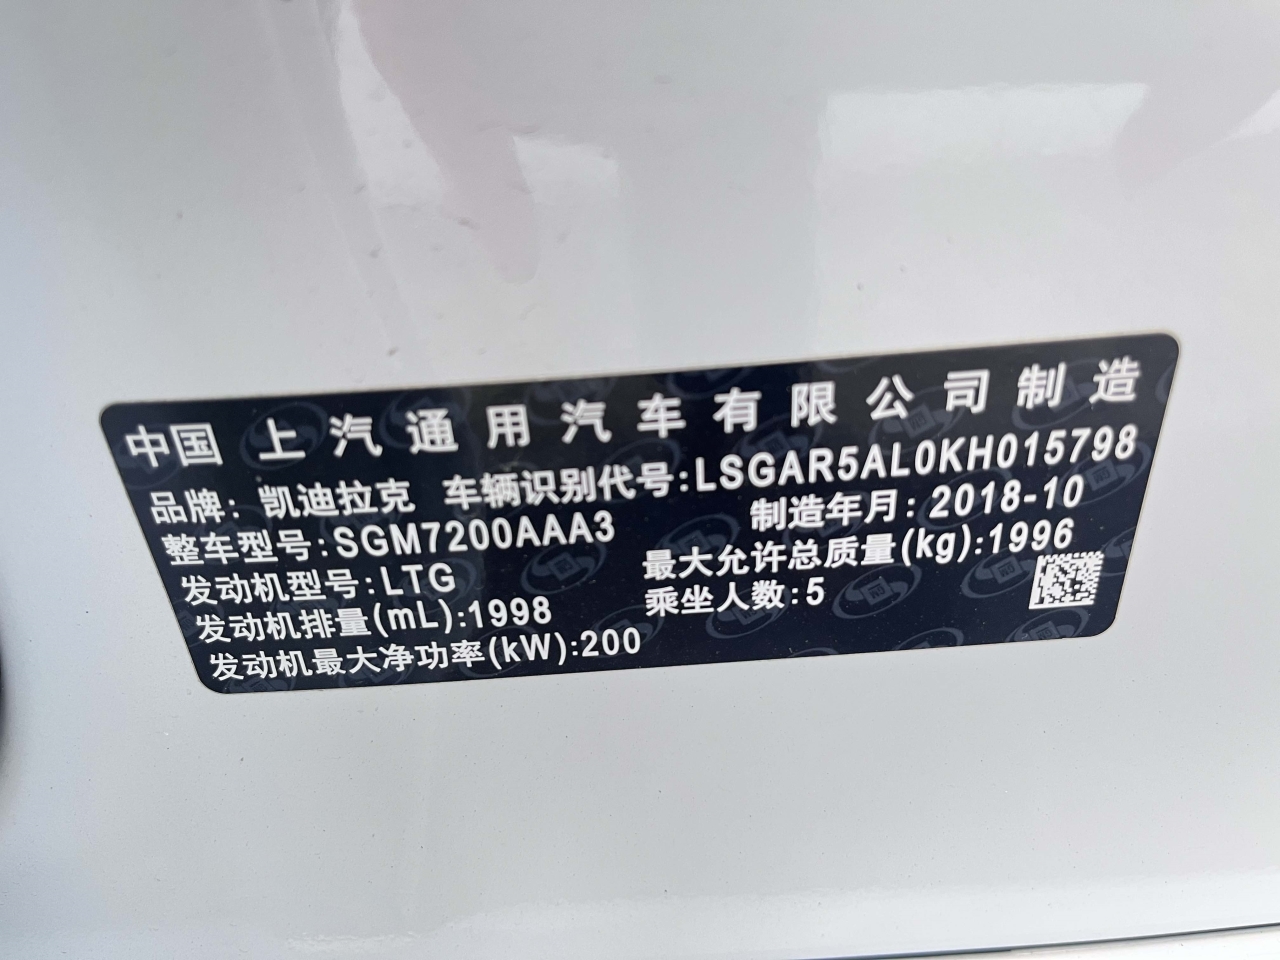 中国 上汽通用汽车有限公司制造
品牌: 凯迪拉克 车辆识别代号:LSGAR5AL0KH015798
整车型号:SGM7200AAA3 制造年月: 2018-10
发动机型号:LTG 最大允许总质量(kg):1996
发动机排量(mL):1998 乘坐人数:5
发动机最大净功率(kW):200